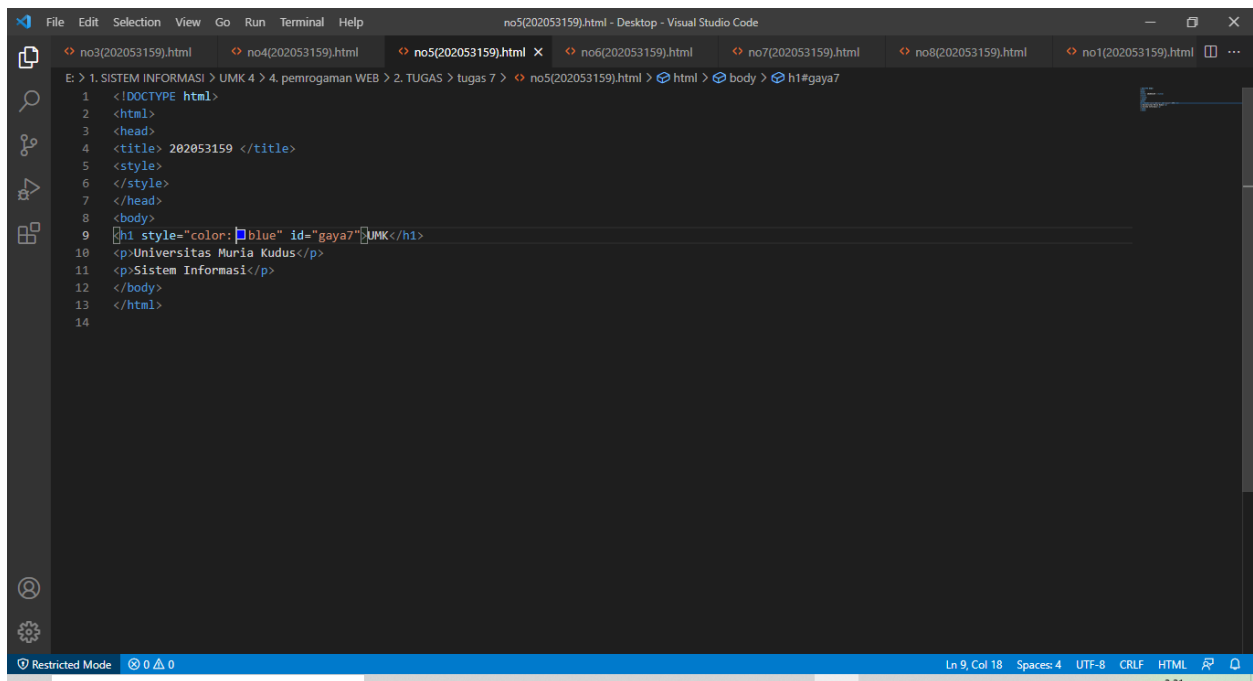 File Edit Selection View Go Run Terminal Help no5(202053159).html - Desktop - Visual Studio Code
no3(202053159).html no4(202053159).html no5(202053159).html no6(202053159).html no7(202053159).html no8(202053159).html no1(202053159).html
E: > 1. SISTEM INFORMASI > UMK 4 > 4. pemrogaman WEB > 2. TUGAS > tugas 7 > no5(202053159).html > html > body > h1#gaya7
1 <!DOCTYPE html>
2 <html>
3 <head>
4 <title> 202053159 </title>
5 <style>
6 </style>
7 </head>
8 <body>
9 <h1 style="color: blue" id="gaya7">UMK</h1>
10 <p>Universitas Muria Kudus</p>
11 <p>Sistem Informasi</p>
12 </body>
13 </html>
14
Restricted Mode 0 0 Ln 9, Col 18 Spaces: 4 UTF-8 CRLF HTML